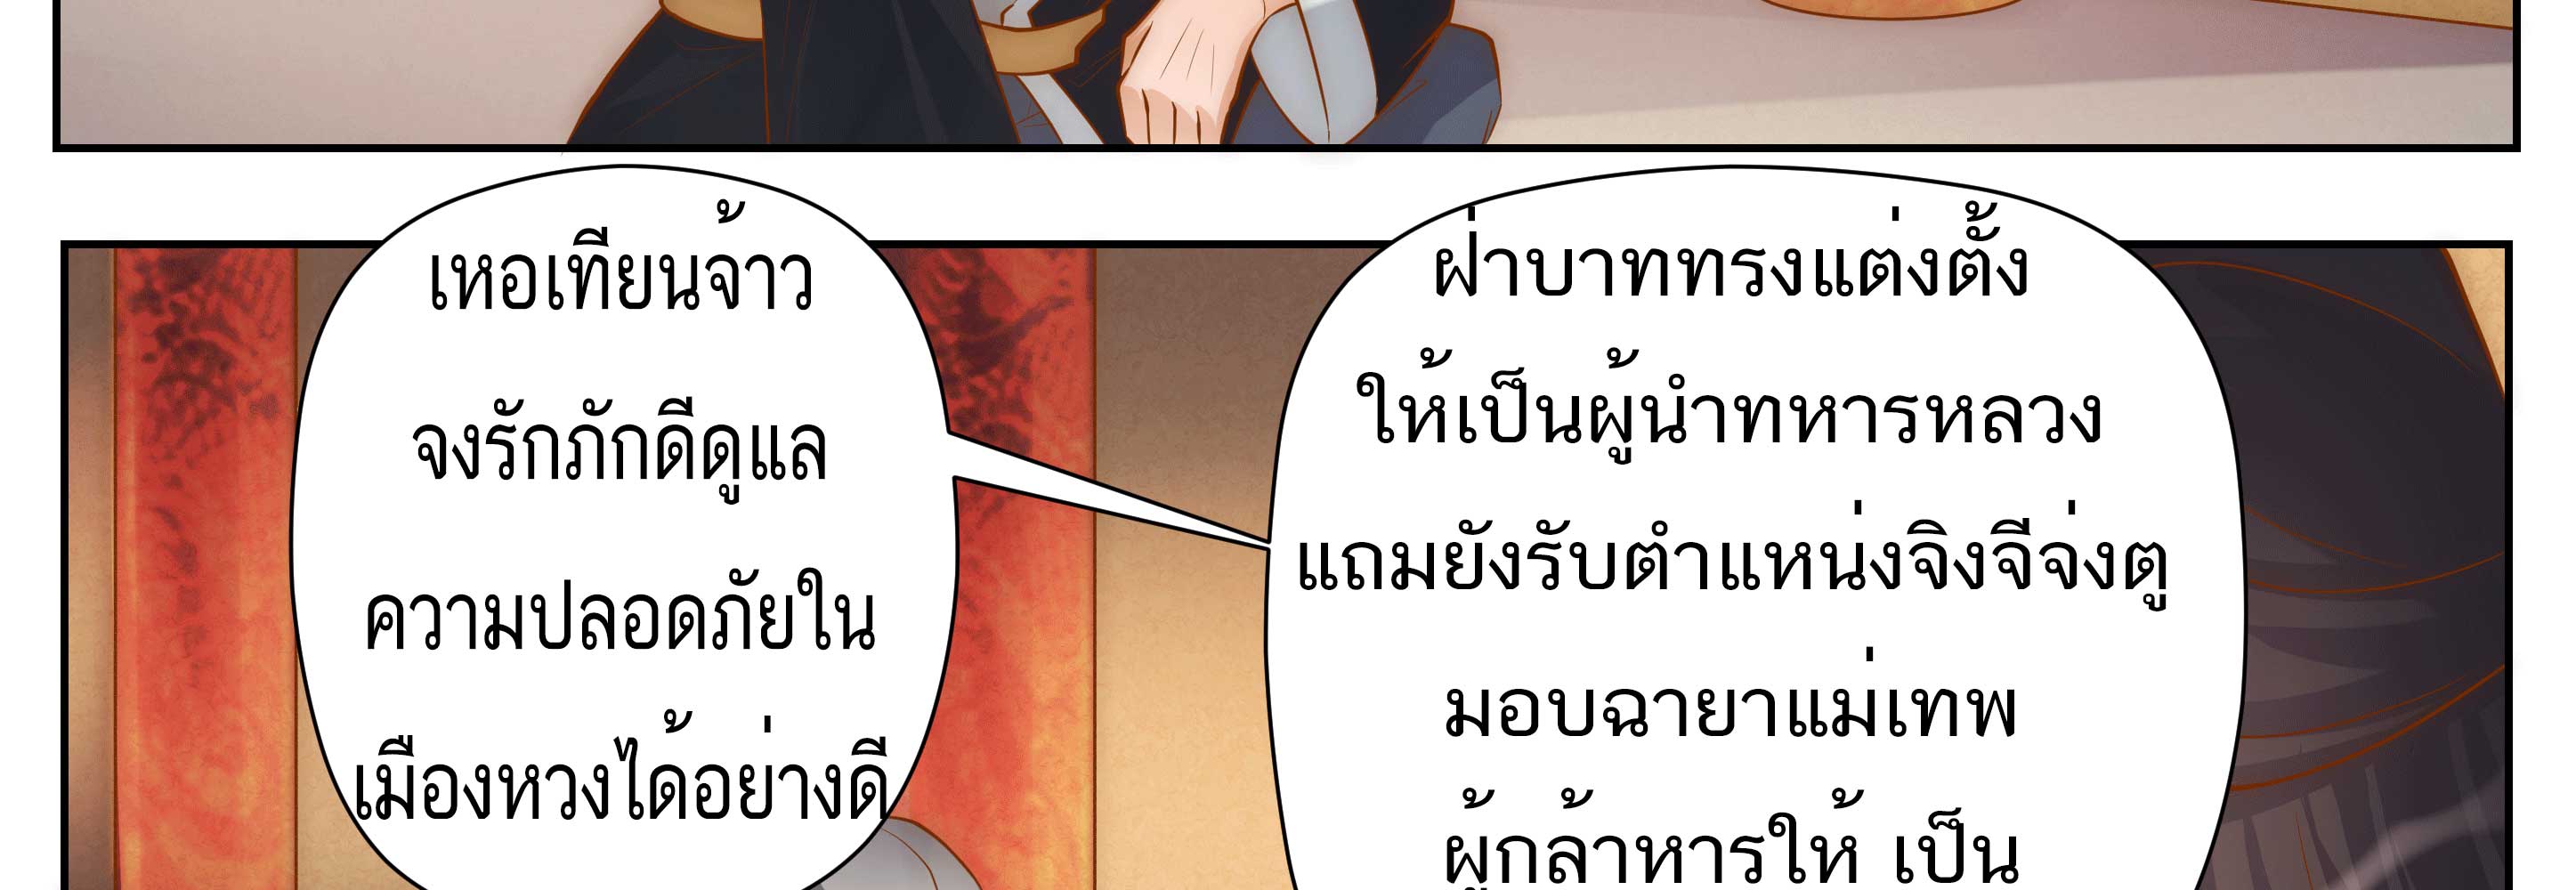 เหอเทียนจ้าว
จงรักภักดีดูแล
ความปลอดภัยใน
เมืองหวงได้อย่างดี
ฝ่าบาททรงแต่งตั้ง
ให้เป็นผู้นำทหารหลวง
แถมยังรับตำแหน่งจิงจีจ่งตู
มอบฉายาแม่เทพ
ผู้กล้าหารให้ เป็น